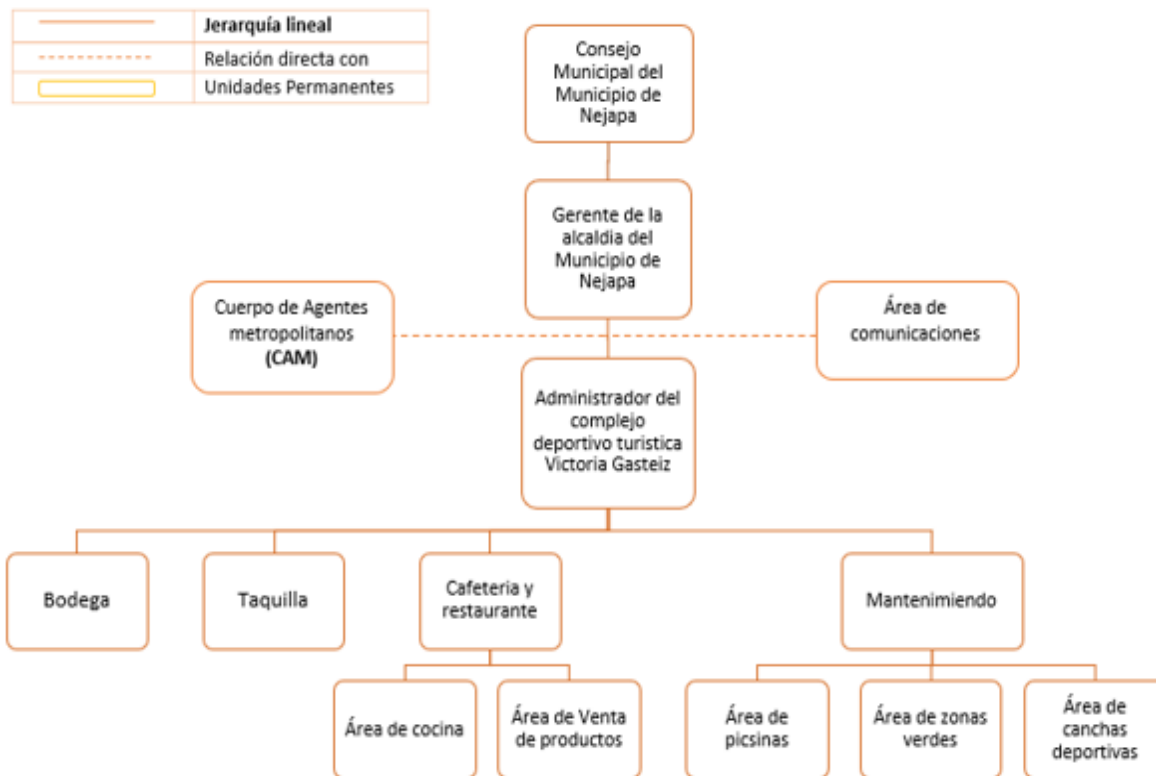 Jerarquía lineal
Relación directa con
Unidades Permanentes
Consejo
Municipal del
Municipio de
Nejapa
Gerente de la
alcaldia del
Municipio de
Nejapa
Cuerpo de Agentes
metropolitanos
(CAM)
Área de
comunicaciones
Administrador del
complejo
deportivo turistica
Victoria Gasteiz
Bodega
Taquilla
Cafeteria y
restaurante
Mantenimiendo
Área de cocina
Área de Venta
de productos
Área de
picsinas
Área de zonas
verdes
Área de
canchas
deportivas